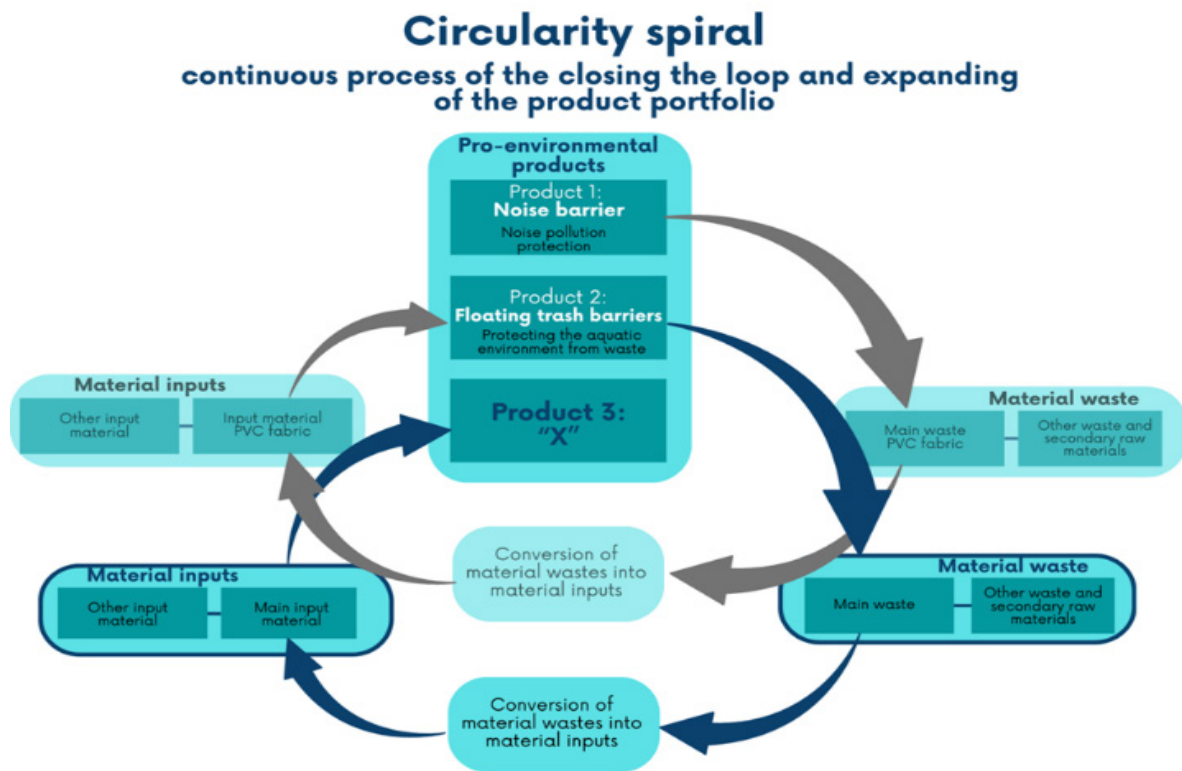 Circularity spiral
continuous process of the closing the loop and expanding
of the product portfolio
Pro-environmental
products
Product 1:
Noise barrier
Noise pollution
protection
Product 2:
Floating trash barriers
Protecting the aquatic
environment from waste
Product 3:
“X”
Material inputs
Other input
material
Input material
PVC fabric
Material waste
Main waste
PVC fabric
Other waste and
secondary raw
materials
Conversion of
material wastes into
material inputs
Material inputs
Other input
material
Main input
material
Material waste
Main waste
Other waste and
secondary raw
materials
Conversion of
material wastes into
material inputs